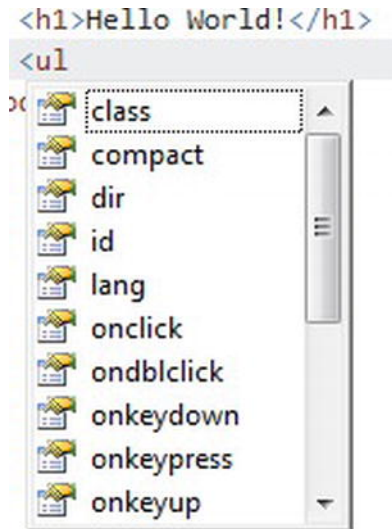 <h1>Hello World!</h1>
<ul
class
compact
dir
id
lang
onclick
ondblclick
onkeydown
onkeypress
onkeyup